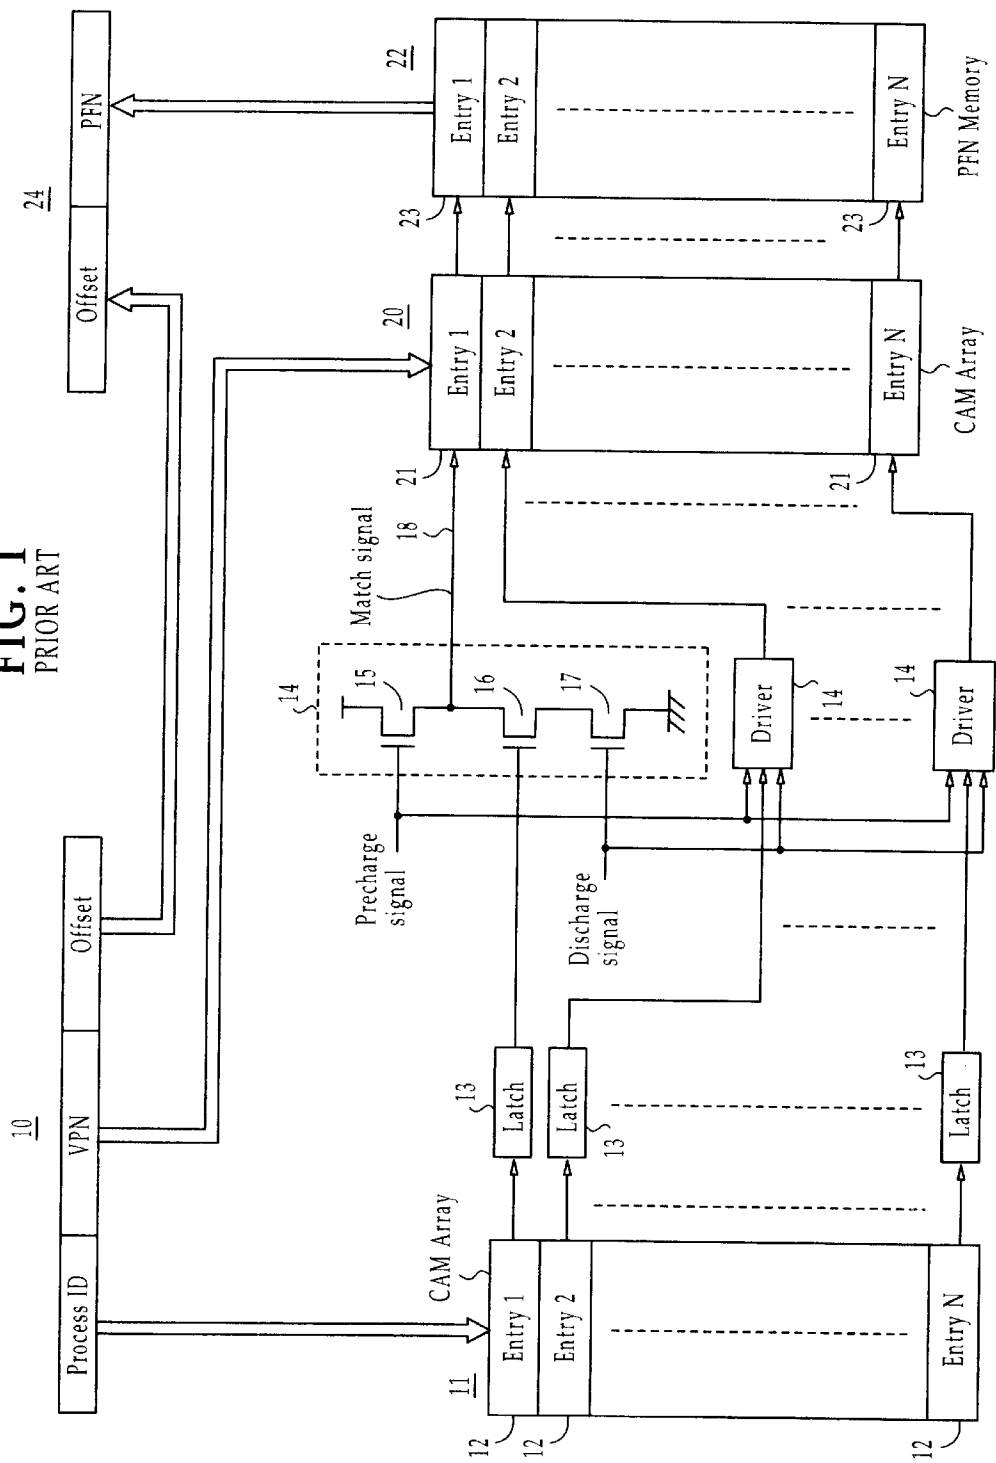 FIG. 1
PRIOR ART
10
Process ID
VPN
Offset
24
Offset
PFN
11
CAM Array
Entry 1
Entry 2
Entry N
12
12
12
13
Latch
Latch
13
13
Latch
Precharge
signal
Discharge
signal
14
15
16
17
Match signal
18
Driver
14
14
Driver
20
Entry 1
Entry 2
Entry N
21
21
CAM Array
22
Entry 1
Entry 2
Entry N
23
23
PFN Memory